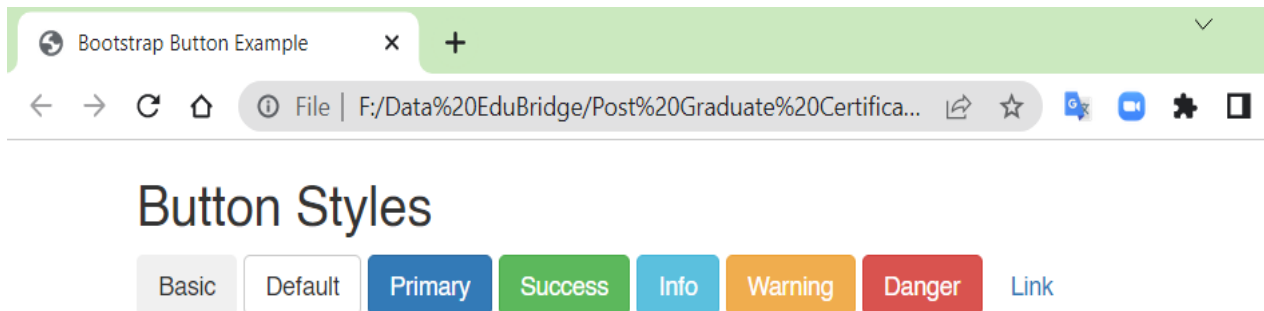 Bootstrap Button Example
File | F:/Data%20EduBridge/Post%20Graduate%20Certifica...
Button Styles
Basic Default Primary Success Info Warning Danger Link